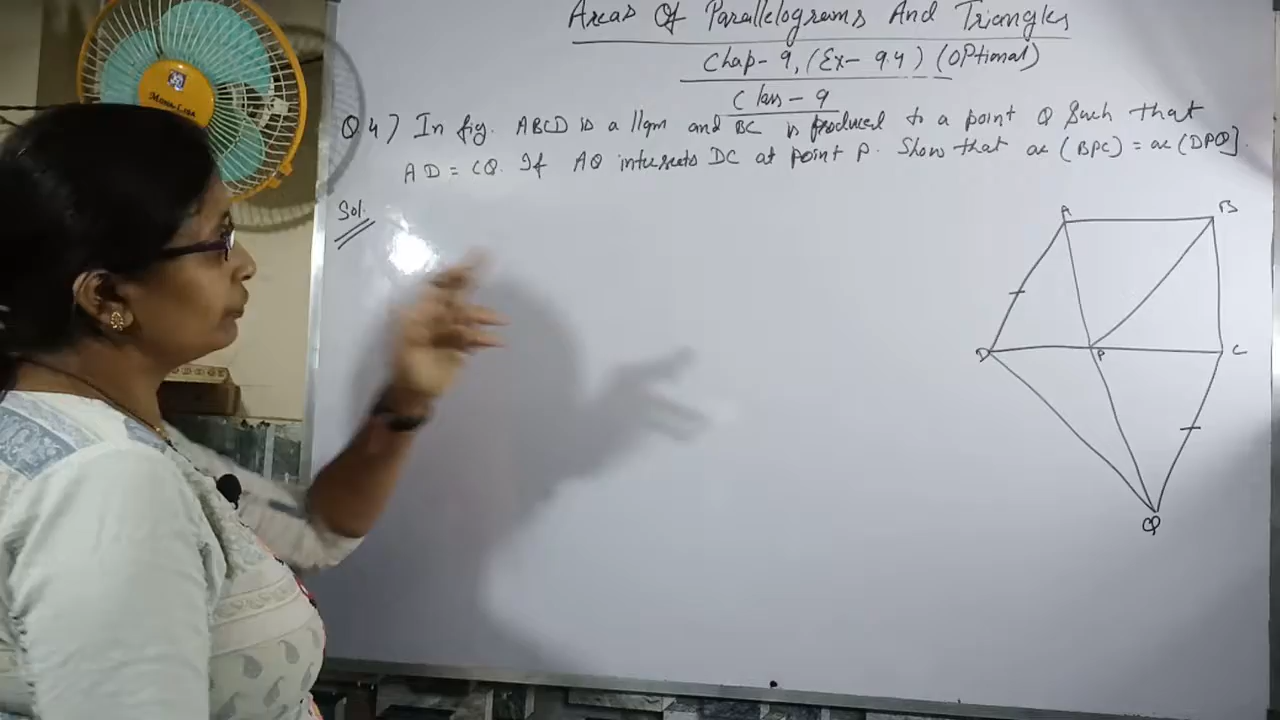 Areas Of Parallelograms And Triangles
Chap- 9, (Ex- 9.4) (Optional)
Class - 9
Q4) In fig. ABCD is a llgm and BC is produced to a point Q Such that
AD = CQ. If AQ intersects DC at point P. Show that ar (BPC) = ar (DPQ).
Sol.
A
B
D
P
C
Q